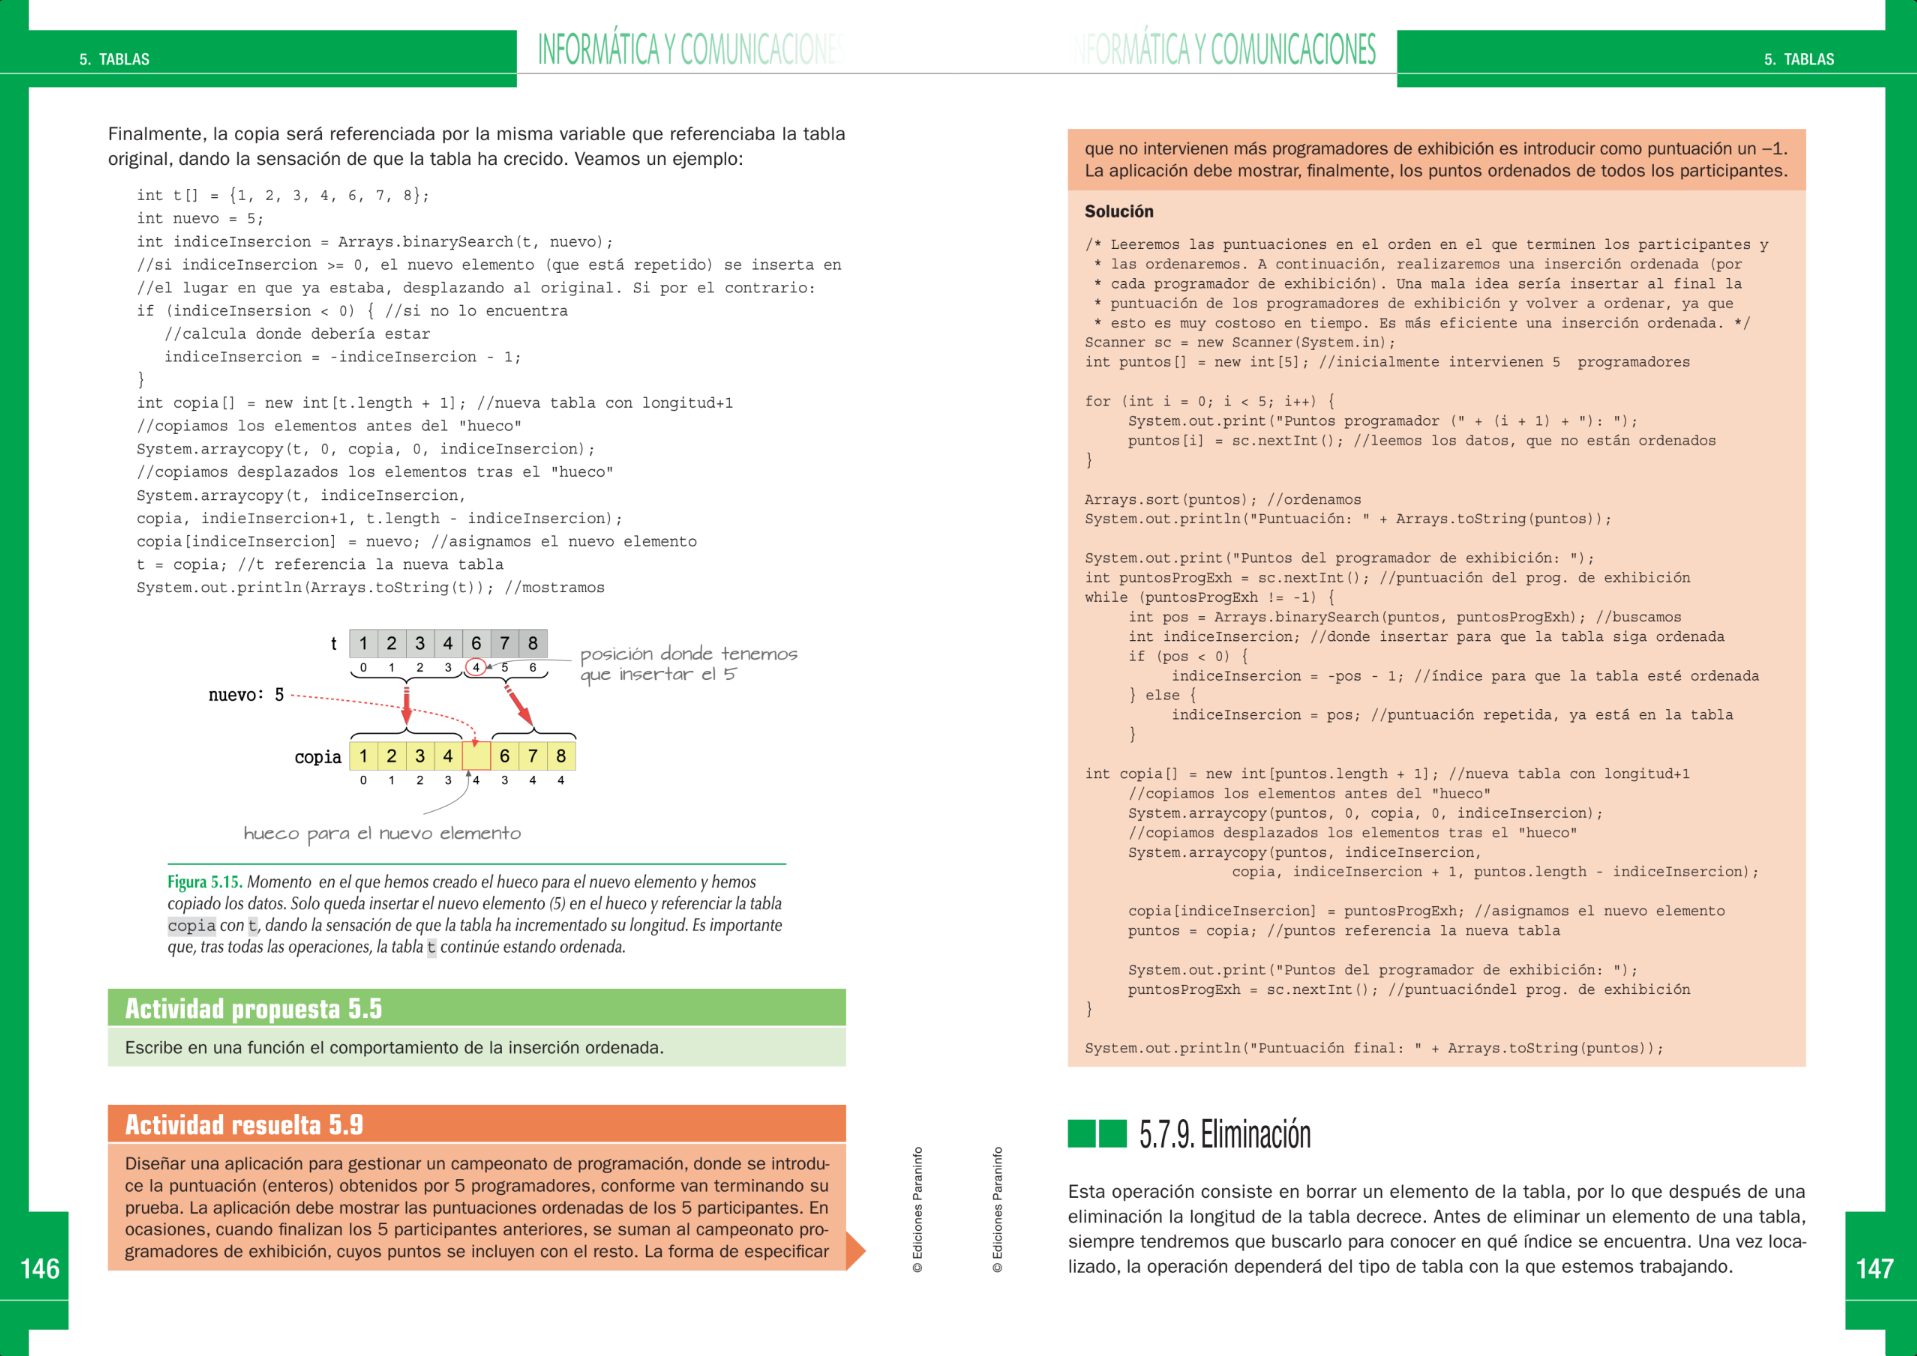 5. TABLAS
INFORMÁTICA Y COMUNICACIONES
Finalmente, la copia será referenciada por la misma variable que referenciaba la tabla
original, dando la sensación de que la tabla ha crecido. Veamos un ejemplo:
int t[] = {1, 2, 3, 4, 6, 7, 8};
int nuevo = 5;
int indiceInsercion = Arrays.binarySearch(t, nuevo);
//si indiceInsercion >= 0, el nuevo elemento (que está repetido) se inserta en
//el lugar en que ya estaba, desplazando al original. Si por el contrario:
if (indiceInsersion < 0) { //si no lo encuentra
//calcula donde debería estar
indiceInsercion = -indiceInsercion - 1;
}
int copia[] = new int[t.length + 1]; //nueva tabla con longitud+1
//copiamos los elementos antes del "hueco"
System.arraycopy(t, 0, copia, 0, indiceInsercion);
//copiamos desplazados los elementos tras el "hueco"
System.arraycopy(t, indiceInsercion,
copia, indieInsercion+1, t.length - indiceInsercion);
copia[indiceInsercion] = nuevo; //asignamos el nuevo elemento
t = copia; //t referencia la nueva tabla
System.out.println(Arrays.toString(t)); //mostramos
t 1 2 3 4 6 7 8
0 1 2 3 4 5 6
posición donde tenemos
que insertar el 5
nuevo: 5
copia 1 2 3 4 6 7 8
0 1 2 3 4 3 4 4
hueco para el nuevo elemento
Figura 5.15. Momento en el que hemos creado el hueco para el nuevo elemento y hemos
copiado los datos. Solo queda insertar el nuevo elemento (5) en el hueco y referenciar la tabla
copia con t, dando la sensación de que la tabla ha incrementado su longitud. Es importante
que, tras todas las operaciones, la tabla t continúe estando ordenada.
Actividad propuesta 5.5
Escribe en una función el comportamiento de la inserción ordenada.
Actividad resuelta 5.9
Diseñar una aplicación para gestionar un campeonato de programación, donde se introdu-
ce la puntuación (enteros) obtenidos por 5 programadores, conforme van terminando su
prueba. La aplicación debe mostrar las puntuaciones ordenadas de los 5 participantes. En
ocasiones, cuando finalizan los 5 participantes anteriores, se suman al campeonato pro-
gramadores de exhibición, cuyos puntos se incluyen con el resto. La forma de especificar
© Ediciones Paraninfo
146
INFORMÁTICA Y COMUNICACIONES
5. TABLAS
que no intervienen más programadores de exhibición es introducir como puntuación un −1.
La aplicación debe mostrar, finalmente, los puntos ordenados de todos los participantes.
Solución
/* Leeremos las puntuaciones en el orden en el que terminen los participantes y
* las ordenaremos. A continuación, realizaremos una inserción ordenada (por
* cada programador de exhibición). Una mala idea sería insertar al final la
* puntuación de los programadores de exhibición y volver a ordenar, ya que
* esto es muy costoso en tiempo. Es más eficiente una inserción ordenada. */
Scanner sc = new Scanner(System.in);
int puntos[] = new int[5]; //inicialmente intervienen 5 programadores
for (int i = 0; i < 5; i++) {
System.out.print("Puntos programador (" + (i + 1) + "): ");
puntos[i] = sc.nextInt(); //leemos los datos, que no están ordenados
}
Arrays.sort(puntos); //ordenamos
System.out.println("Puntuación: " + Arrays.toString(puntos));
System.out.print("Puntos del programador de exhibición: ");
int puntosProgExh = sc.nextInt(); //puntuación del prog. de exhibición
while (puntosProgExh != -1) {
int pos = Arrays.binarySearch(puntos, puntosProgExh); //buscamos
int indiceInsercion; //donde insertar para que la tabla siga ordenada
if (pos < 0) {
indiceInsercion = -pos - 1; //índice para que la tabla esté ordenada
} else {
indiceInsercion = pos; //puntuación repetida, ya está en la tabla
}
int copia[] = new int[puntos.length + 1]; //nueva tabla con longitud+1
//copiamos los elementos antes del "hueco"
System.arraycopy(puntos, 0, copia, 0, indiceInsercion);
//copiamos desplazados los elementos tras el "hueco"
System.arraycopy(puntos, indiceInsercion,
copia, indiceInsercion + 1, puntos.length - indiceInsercion);
copia[indiceInsercion] = puntosProgExh; //asignamos el nuevo elemento
puntos = copia; //puntos referencia la nueva tabla
System.out.print("Puntos del programador de exhibición: ");
puntosProgExh = sc.nextInt(); //puntuacióndel prog. de exhibición
}
System.out.println("Puntuación final: " + Arrays.toString(puntos));
5.7.9. Eliminación
Esta operación consiste en borrar un elemento de la tabla, por lo que después de una
eliminación la longitud de la tabla decrece. Antes de eliminar un elemento de una tabla,
siempre tendremos que buscarlo para conocer en qué índice se encuentra. Una vez loca-
lizado, la operación dependerá del tipo de tabla con la que estemos trabajando.
© Ediciones Paraninfo
147